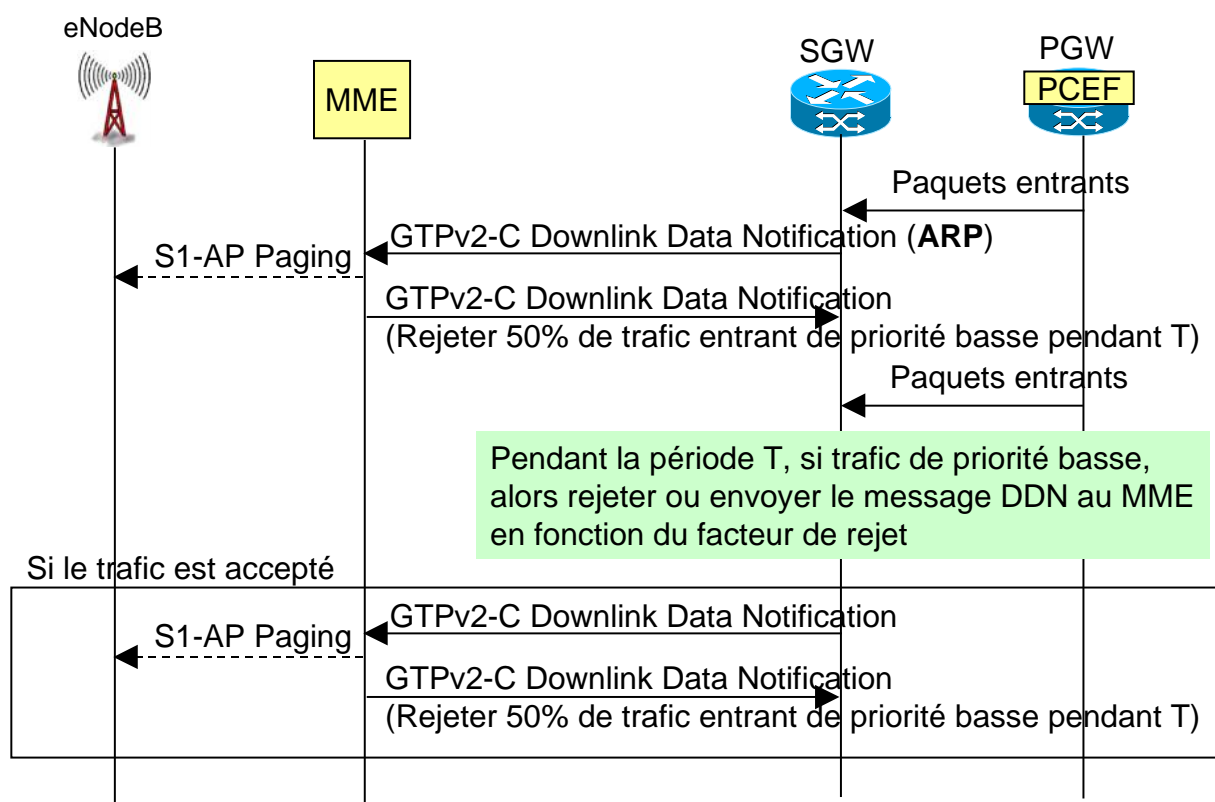 eNodeB
MME
SGW
PGW
PCEF
Paquets entrants
GTPv2-C Downlink Data Notification (ARP)
S1-AP Paging
GTPv2-C Downlink Data Notification
(Rejeter 50% de trafic entrant de priorité basse pendant T)
Paquets entrants
Pendant la période T, si trafic de priorité basse,
alors rejeter ou envoyer le message DDN au MME
en fonction du facteur de rejet
Si le trafic est accepté
GTPv2-C Downlink Data Notification
S1-AP Paging
GTPv2-C Downlink Data Notification
(Rejeter 50% de trafic entrant de priorité basse pendant T)